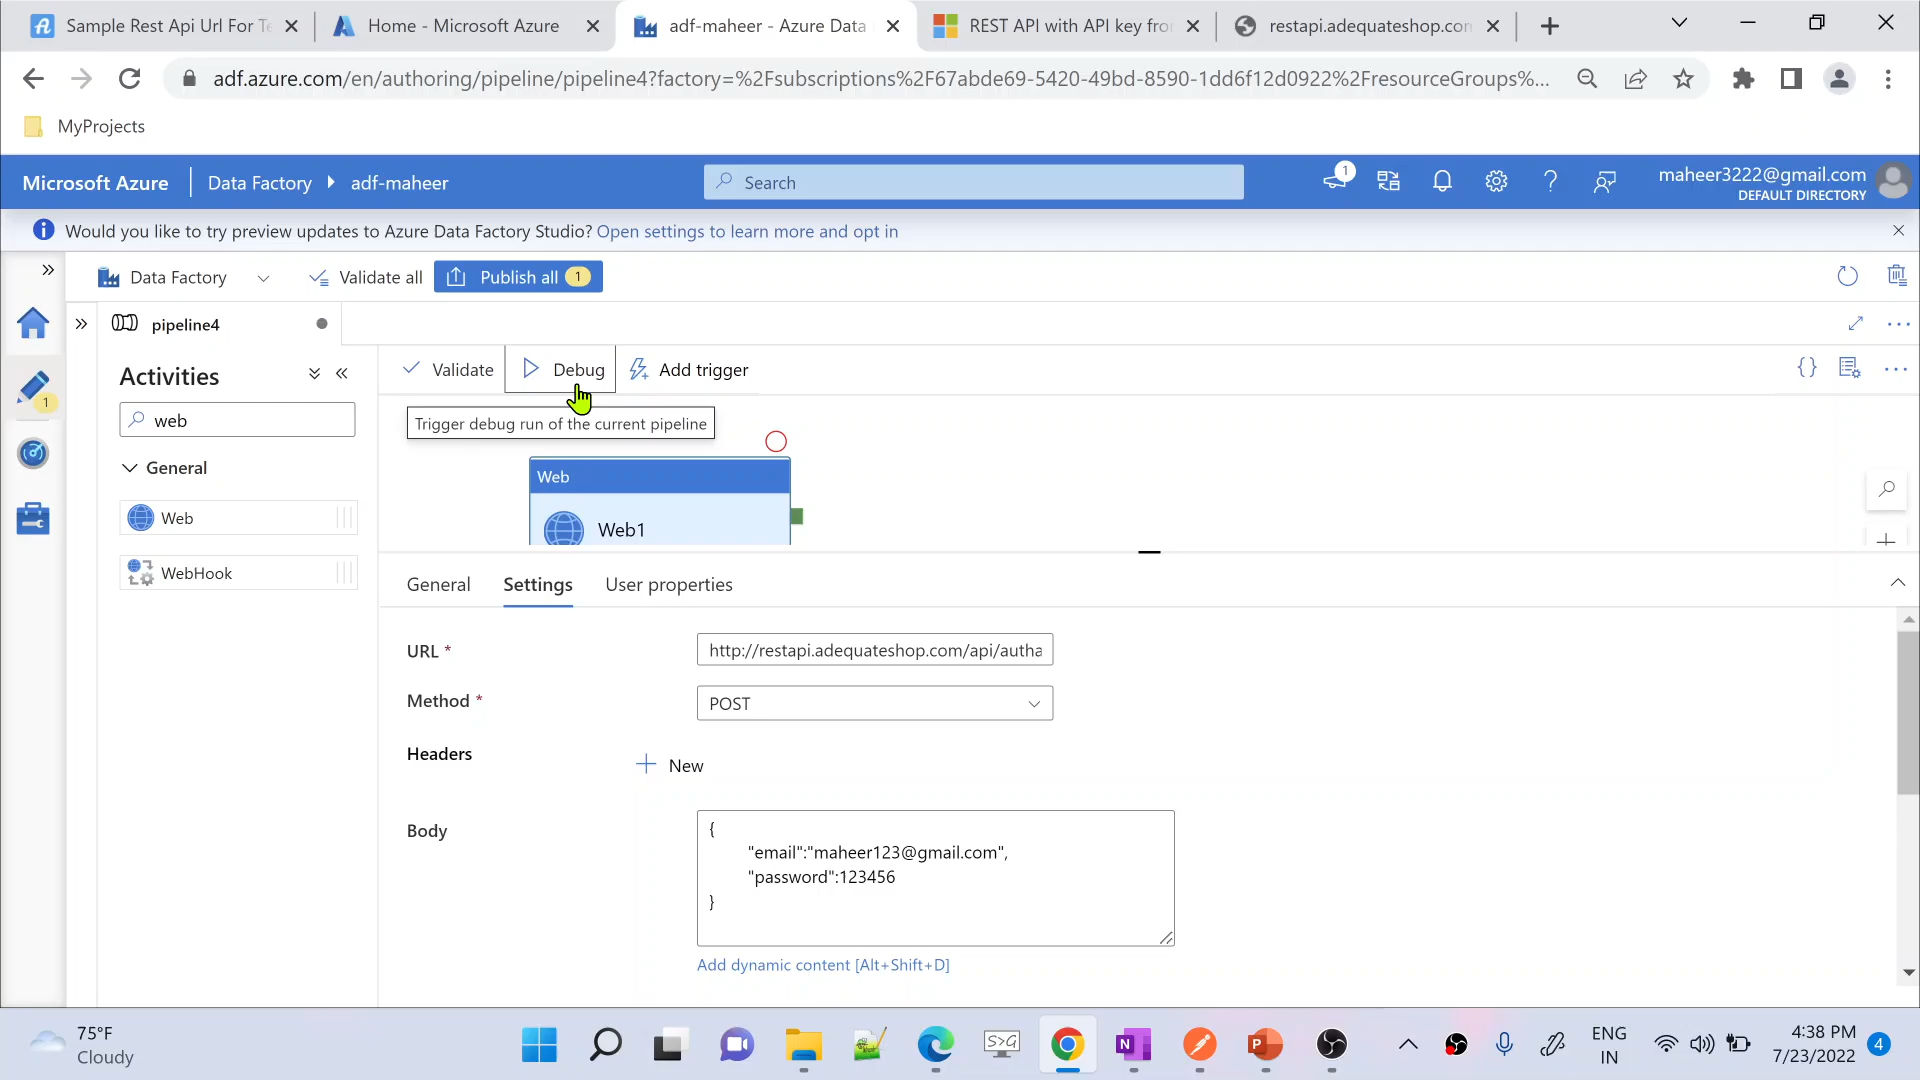 Sample Rest Api Url For Te
Home - Microsoft Azure
adf-maheer - Azure Data
REST API with API key fro
restapi.adequateshop.com
adf.azure.com/en/authoring/pipeline/pipeline4?factory=%2Fsubscriptions%2F67abde69-5420-49bd-8590-1dd6f12d0922%2FresourceGroups%...
MyProjects
Microsoft Azure
Data Factory
adf-maheer
Search
1
maheer3222@gmail.com
DEFAULT DIRECTORY
Would you like to try preview updates to Azure Data Factory Studio? Open settings to learn more and opt in
Data Factory
Validate all
Publish all 1
pipeline4
Validate
Debug
Add trigger
Activities
1
Trigger debug run of the current pipeline
web
Web
General
Web
Web1
WebHook
General
Settings
User properties
URL *
http://restapi.adequateshop.com/api/autha
Method *
POST
Headers
New
Body
{
"email":"maheer123@gmail.com",
"password":123456
}
Add dynamic content [Alt+Shift+D]
75°F
Cloudy
S>G
N
P
ENG
IN
4:38 PM
7/23/2022
4